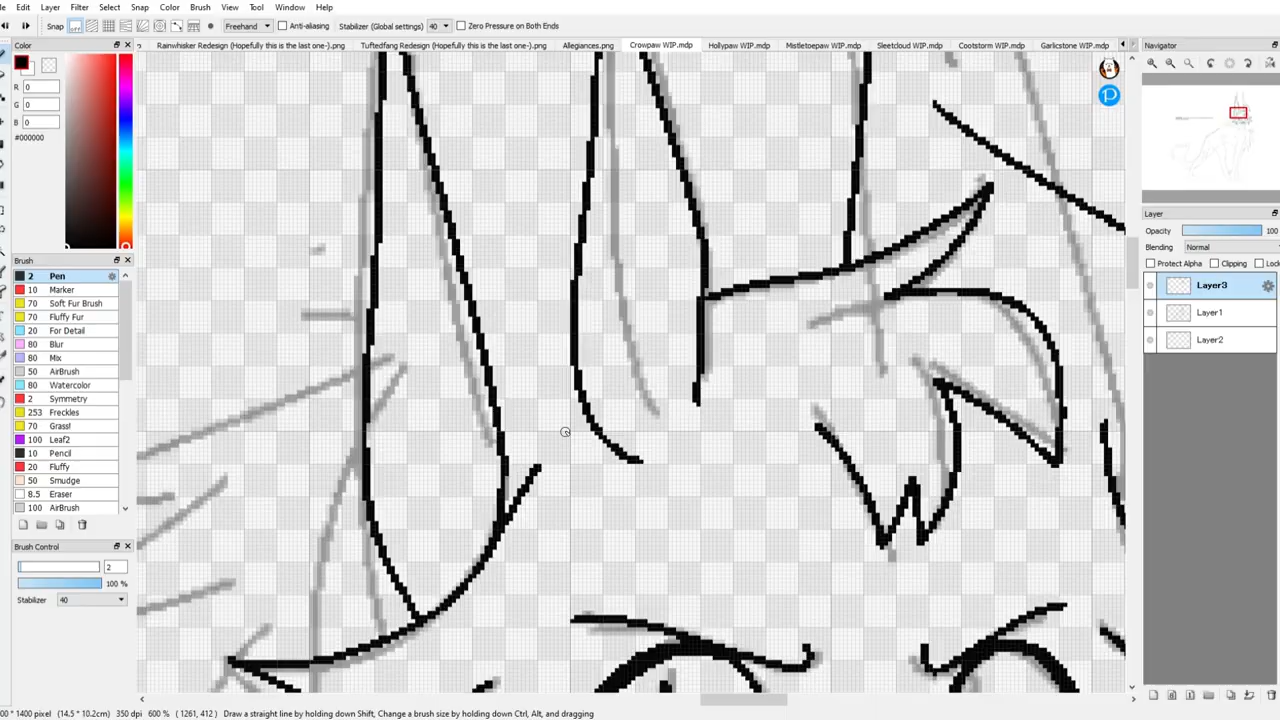 Edit Layer Filter Select Snap Color Brush View Tool Window Help
Snap off Freehand Anti-aliasing Stabilizer (Global settings) 40 Zero Pressure on Both Ends
Color
Rainwhisker Redesign (Hopefully this is the last one-).png Tuftedfang Redesign (Hopefully this is the last one-).png Allegiances.png Crowpaw WIP.mdp Hollypaw WIP.mdp Mistletoepaw WIP.mdp Sleetcloud WIP.mdp Cootstorm WIP.mdp Garlicstone WIP.mdp
Navigator
R 0
G 0
B 0
#000000
Layer
Opacity 100
Blending Normal
Protect Alpha Clipping Lock
Layer3
Layer1
Layer2
Brush
2 Pen
10 Marker
70 Soft Fur Brush
70 Fluffy Fur
20 For Detail
80 Blur
80 Mix
50 AirBrush
80 Watercolor
2 Symmetry
253 Freckles
70 Grass!
100 Leaf2
10 Pencil
20 Fluffy
50 Smudge
8.5 Eraser
100 AirBrush
Brush Control
2
100 %
Stabilizer 40
00 * 1400 pixel (14.5 * 10.2cm) 350 dpi 600 % ( 1261, 412 ) Draw a straight line by holding down Shift, Change a brush size by holding down Ctrl, Alt, and dragging